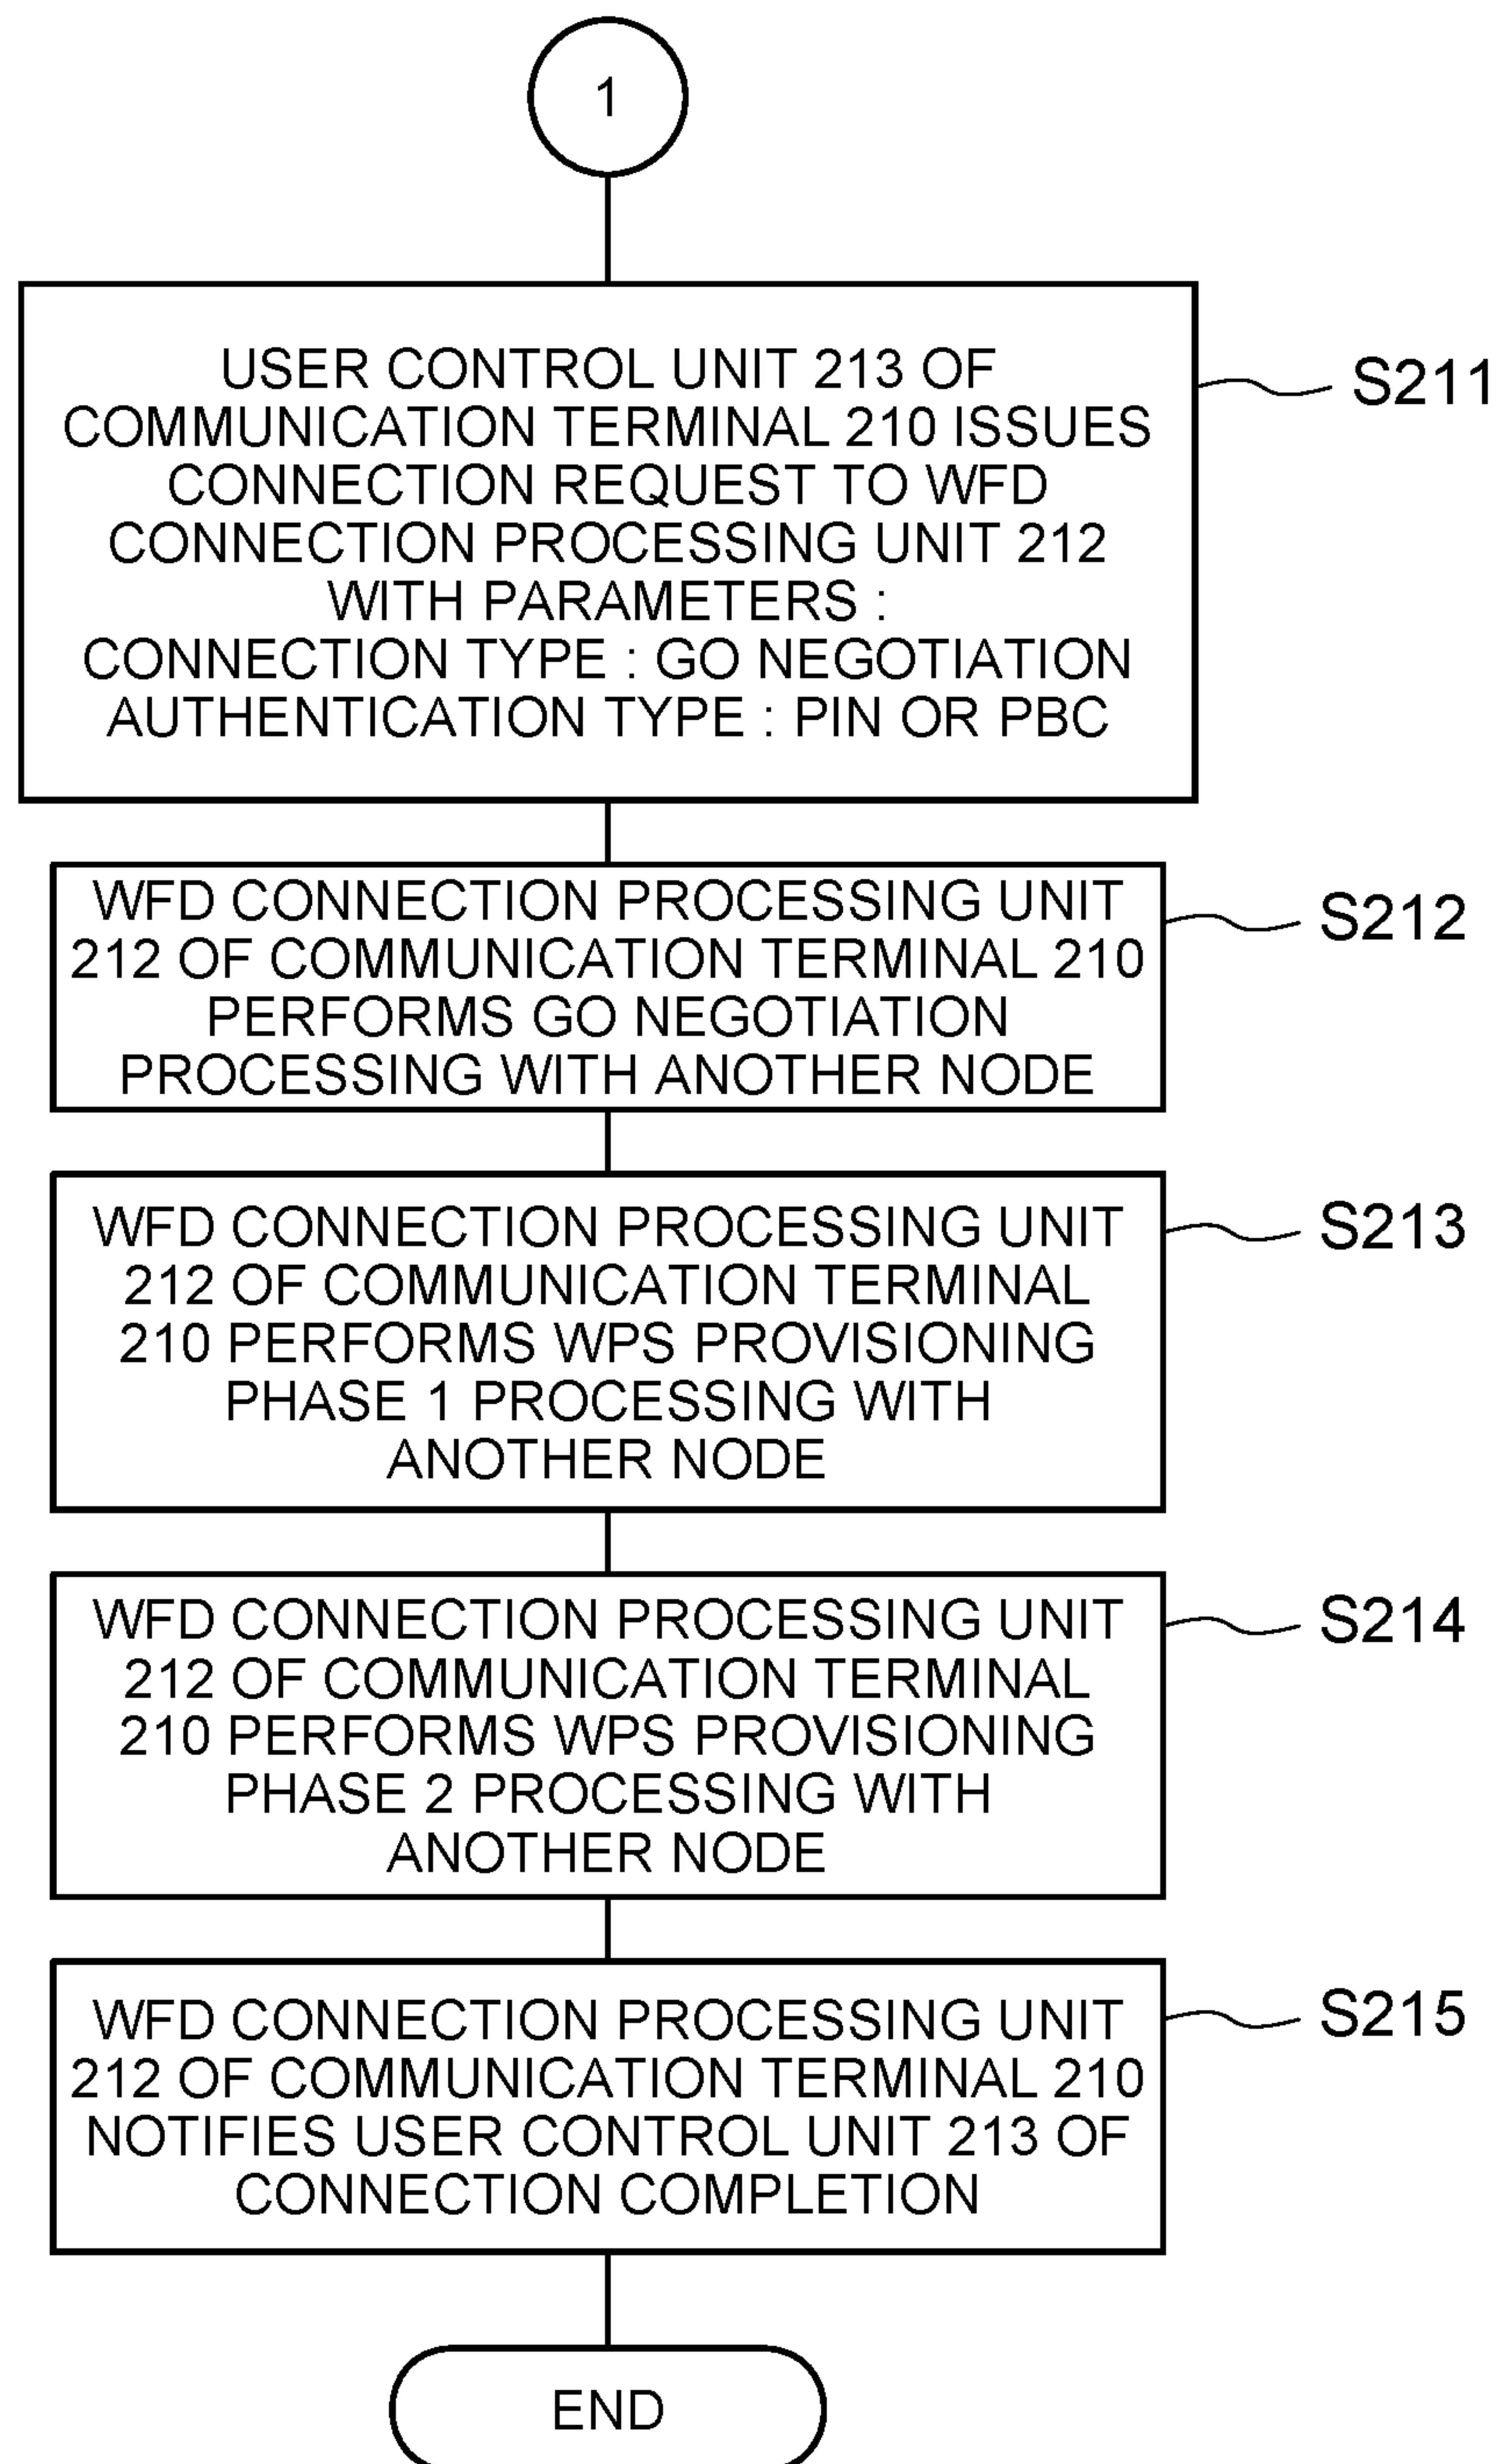 1
USER CONTROL UNIT 213 OF
COMMUNICATION TERMINAL 210 ISSUES
CONNECTION REQUEST TO WFD
CONNECTION PROCESSING UNIT 212
WITH PARAMETERS :
CONNECTION TYPE : GO NEGOTIATION
AUTHENTICATION TYPE : PIN OR PBC
S211
WFD CONNECTION PROCESSING UNIT
212 OF COMMUNICATION TERMINAL 210
PERFORMS GO NEGOTIATION
PROCESSING WITH ANOTHER NODE
S212
WFD CONNECTION PROCESSING UNIT
212 OF COMMUNICATION TERMINAL
210 PERFORMS WPS PROVISIONING
PHASE 1 PROCESSING WITH
ANOTHER NODE
S213
WFD CONNECTION PROCESSING UNIT
212 OF COMMUNICATION TERMINAL
210 PERFORMS WPS PROVISIONING
PHASE 2 PROCESSING WITH
ANOTHER NODE
S214
WFD CONNECTION PROCESSING UNIT
212 OF COMMUNICATION TERMINAL 210
NOTIFIES USER CONTROL UNIT 213 OF
CONNECTION COMPLETION
S215
END